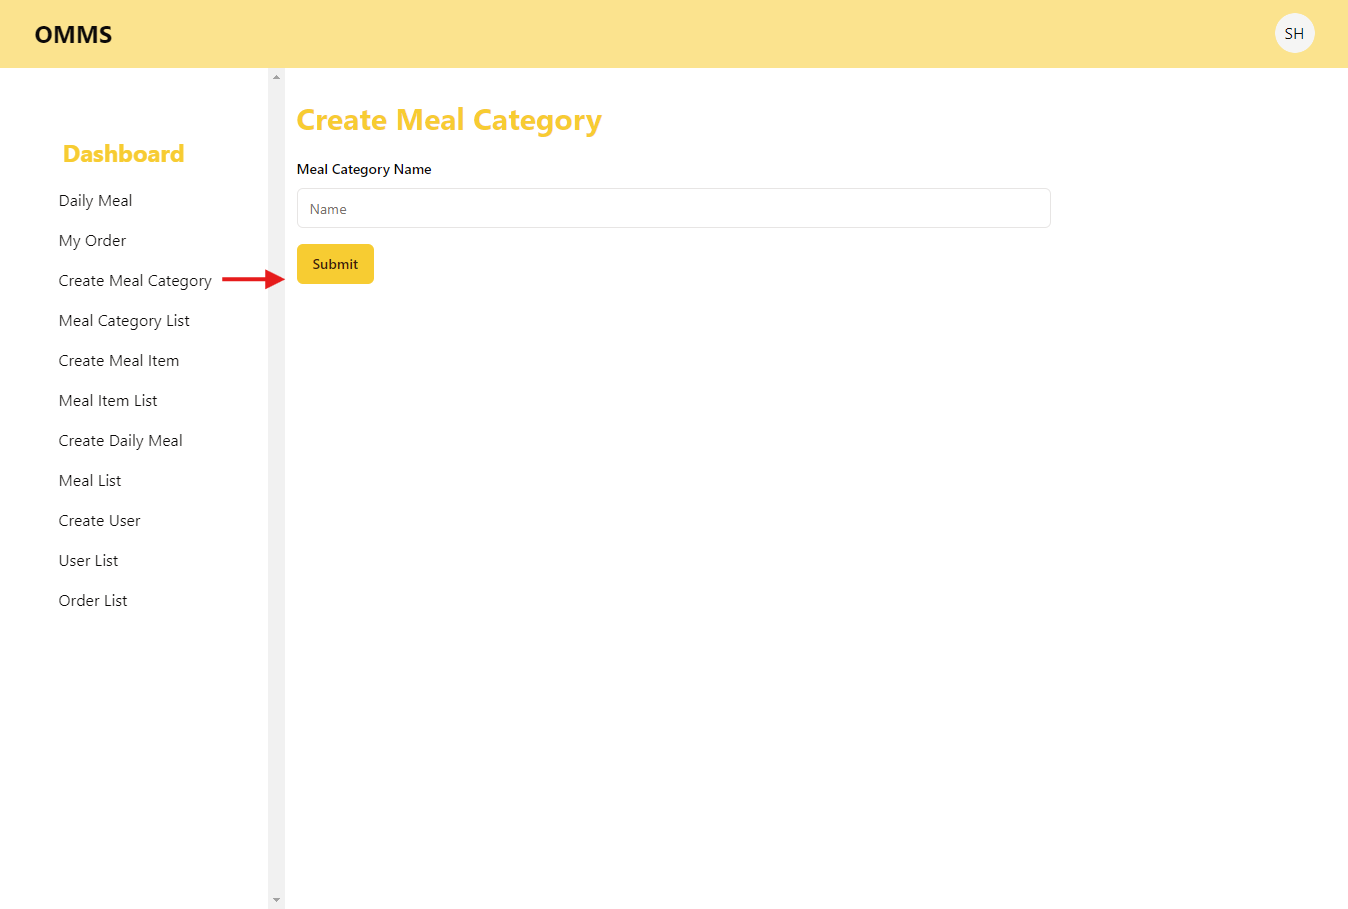 OMMS
SH
Dashboard
Daily Meal
My Order
Create Meal Category
Meal Category List
Create Meal Item
Meal Item List
Create Daily Meal
Meal List
Create User
User List
Order List
Create Meal Category
Meal Category Name
Name
Submit